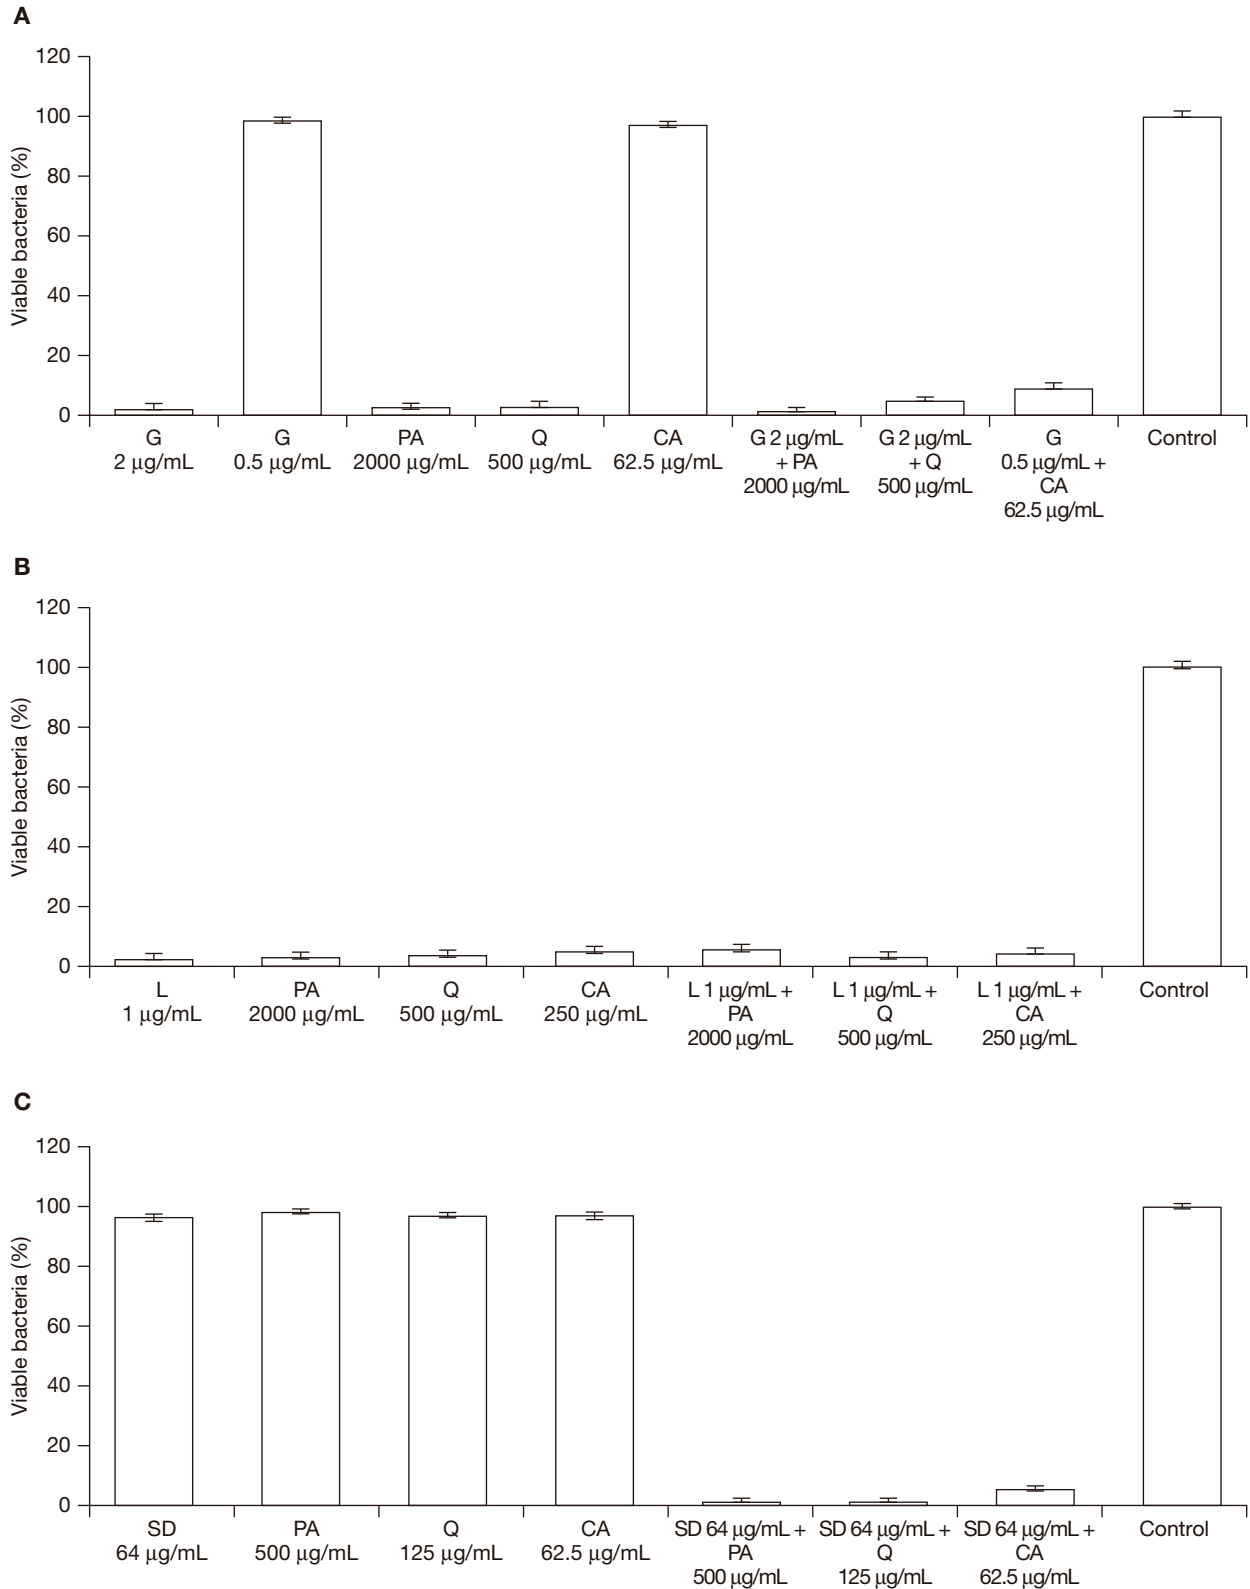 A
120
100
80
60
40
20
0
Viable bacteria (%)
G
2 μg/mL
G
0.5 μg/mL
PA
2000 μg/mL
Q
500 μg/mL
CA
62.5 μg/mL
G 2 μg/mL
+ PA
2000 μg/mL
G 2 μg/mL
+ Q
500 μg/mL
G
0.5 μg/mL +
CA
62.5 μg/mL
Control
B
120
100
80
60
40
20
0
Viable bacteria (%)
L
1 μg/mL
PA
2000 μg/mL
Q
500 μg/mL
CA
250 μg/mL
L 1 μg/mL +
PA
2000 μg/mL
L 1 μg/mL +
Q
500 μg/mL
L 1 μg/mL +
CA
250 μg/mL
Control
C
120
100
80
60
40
20
0
Viable bacteria (%)
SD
64 μg/mL
PA
500 μg/mL
Q
125 μg/mL
CA
62.5 μg/mL
SD 64 μg/mL +
PA
500 μg/mL
SD 64 μg/mL +
Q
125 μg/mL
SD 64 μg/mL +
CA
62.5 μg/mL
Control